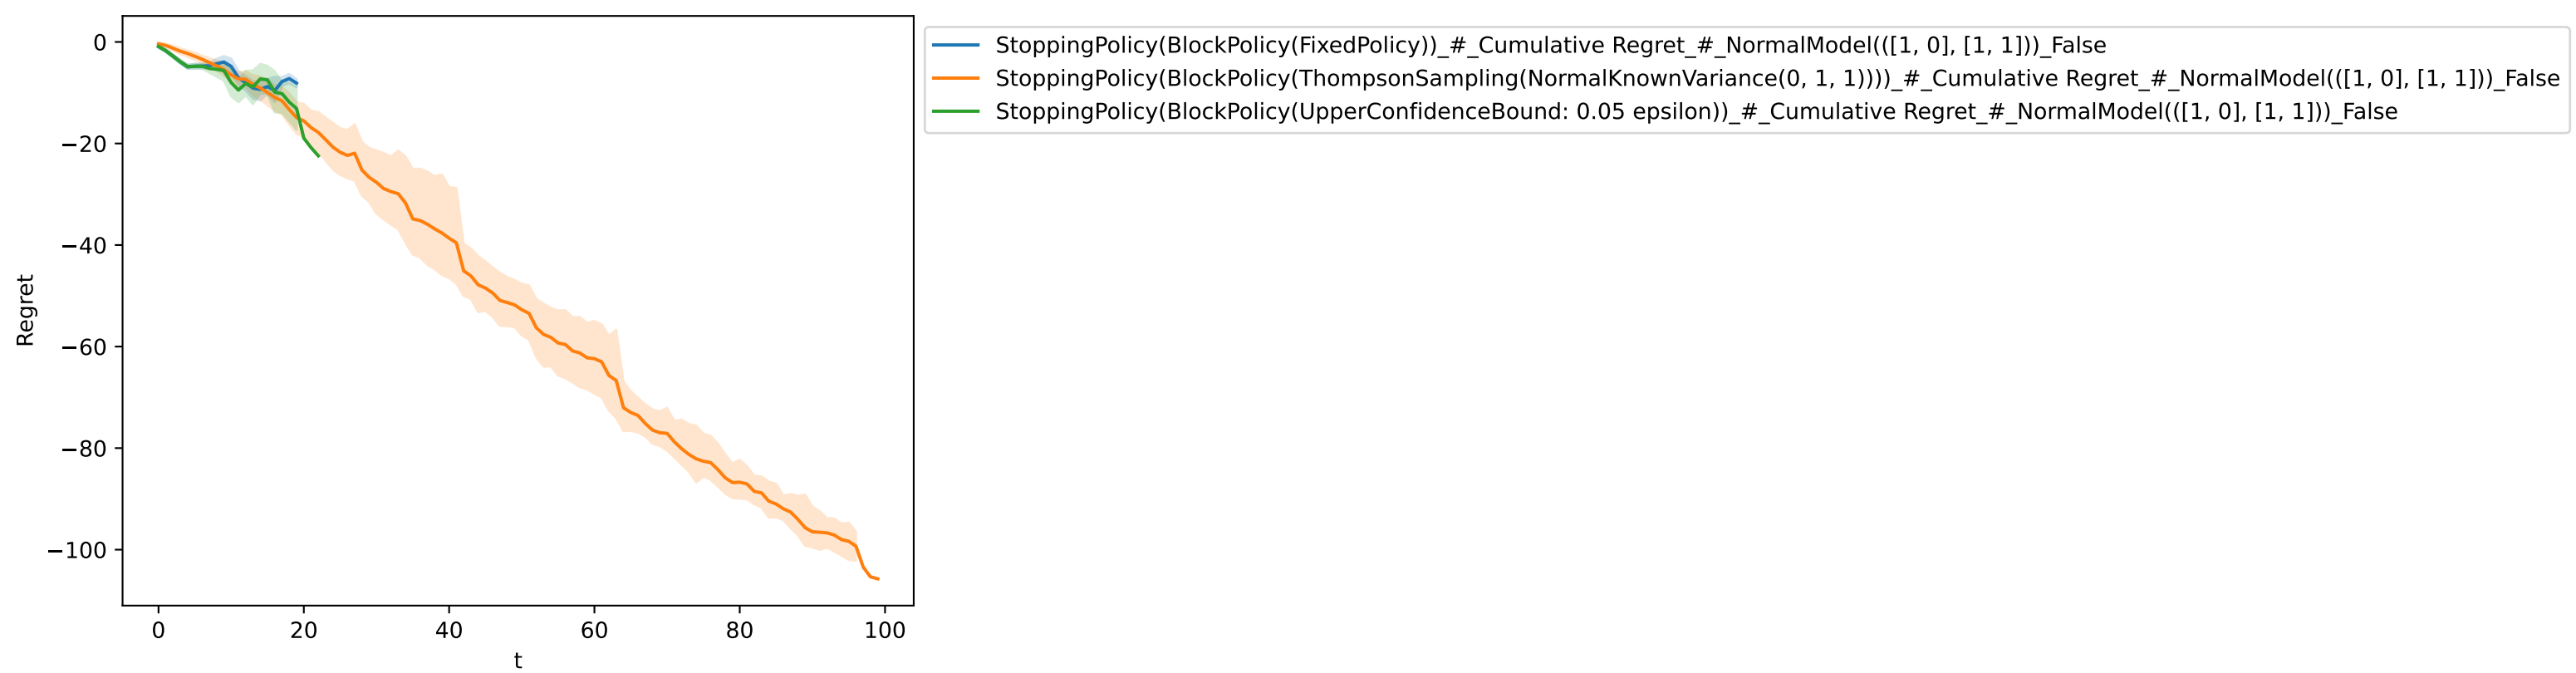 0
−20
−40
−60
−80
−100
Regret
0 20 40 60 80 100
t
StoppingPolicy(BlockPolicy(FixedPolicy))_#_Cumulative Regret_#_NormalModel(([1, 0], [1, 1]))_False
StoppingPolicy(BlockPolicy(ThompsonSampling(NormalKnownVariance(0, 1, 1))))_#_Cumulative Regret_#_NormalModel(([1, 0], [1, 1]))_False
StoppingPolicy(BlockPolicy(UpperConfidenceBound: 0.05 epsilon))_#_Cumulative Regret_#_NormalModel(([1, 0], [1, 1]))_False